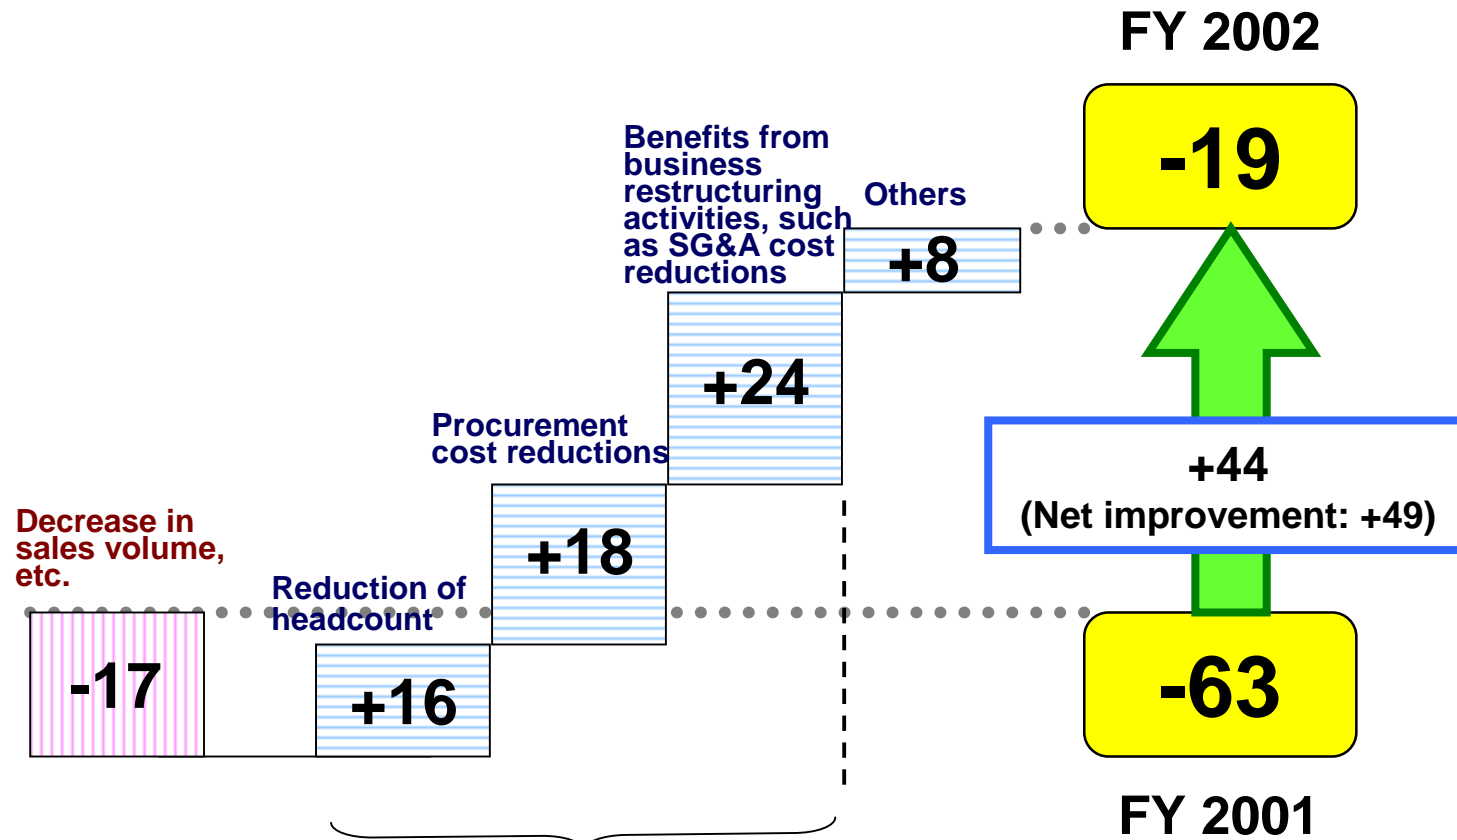 FY 2002
-19
Benefits from
business
restructuring
activities, such
as SG&A cost
reductions
Others
+8
+24
Procurement
cost reductions
+18
+44
(Net improvement: +49)
Decrease in
sales volume,
etc.
-17
Reduction of
headcount
+16
-63
FY 2001